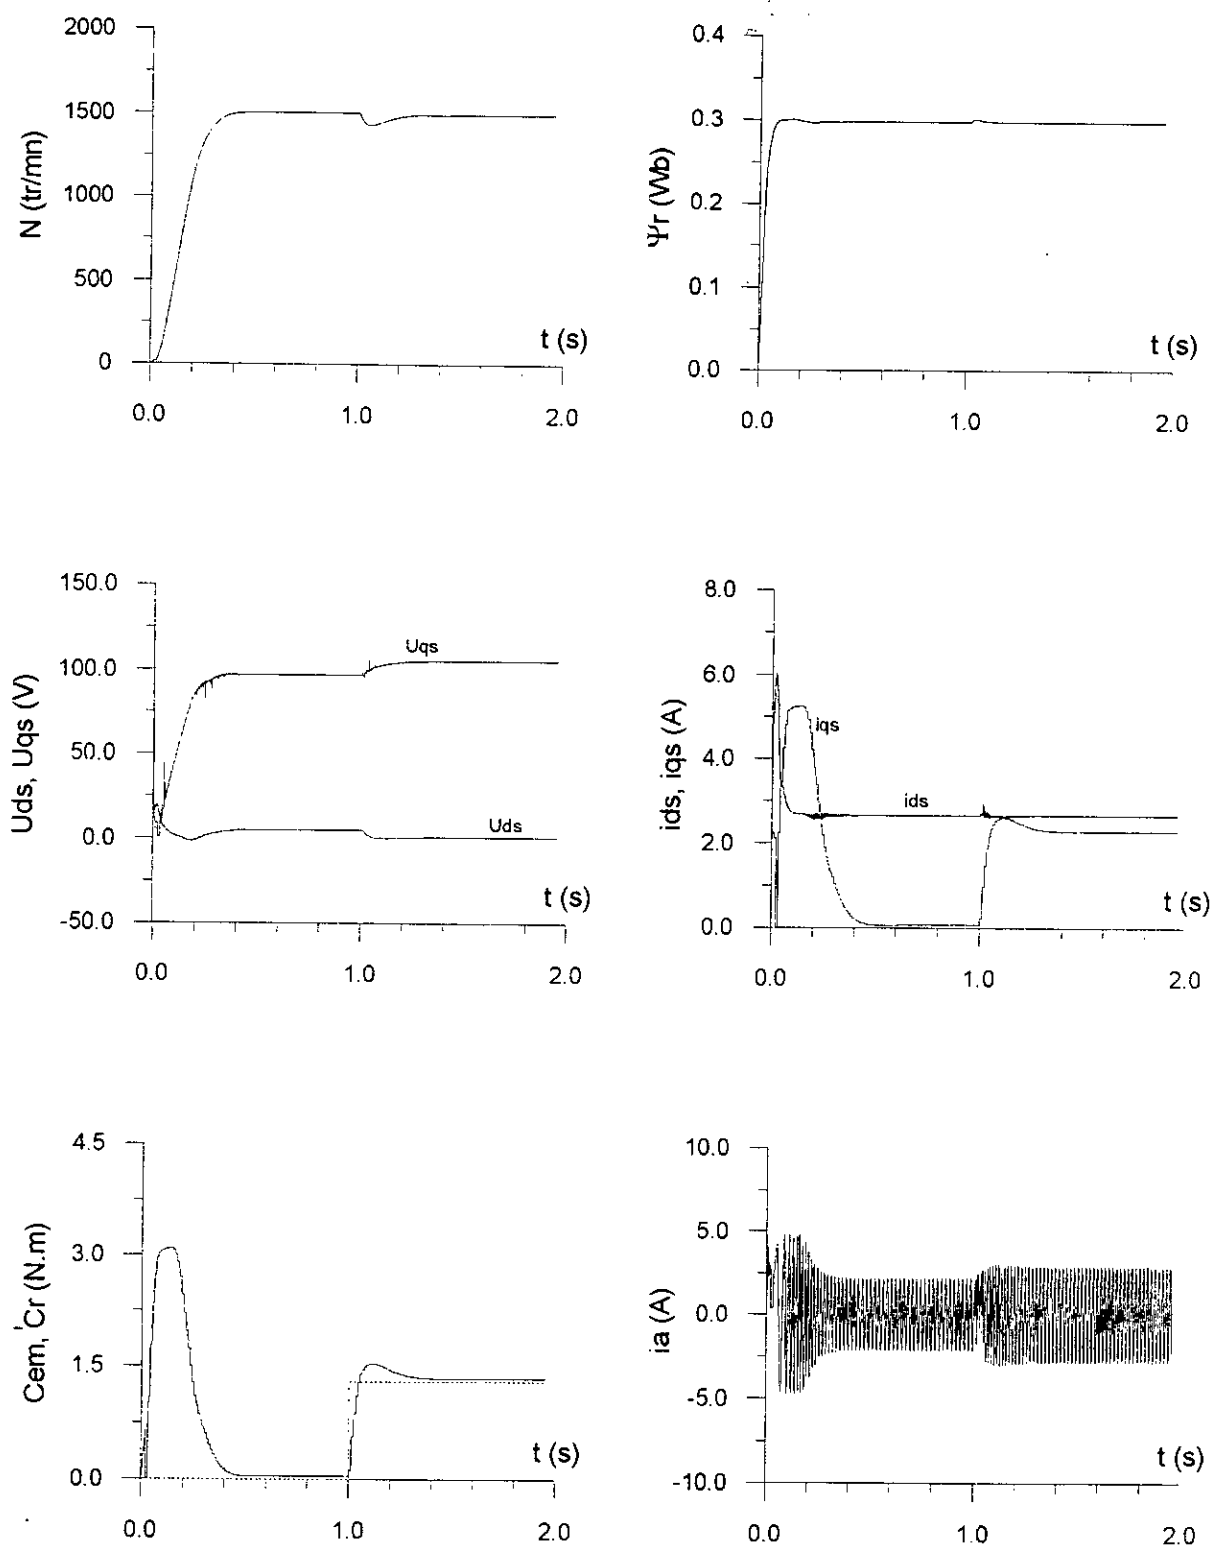 2000
1500
1000
500
0
N (tr/mn)
t (s)
0.0
1.0
2.0
0.4
0.3
0.2
0.1
0.0
Ψr (Wb)
t (s)
0.0
1.0
2.0
150.0
100.0
50.0
0.0
-50.0
Uds, Uqs (V)
Uqs
Uds
t (s)
0.0
1.0
2.0
8.0
6.0
4.0
2.0
0.0
ids, iqs (A)
iqs
ids
t (s)
0.0
1.0
2.0
4.5
3.0
1.5
0.0
Cem, Cr (N.m)
t (s)
0.0
1.0
2.0
10.0
5.0
0.0
-5.0
-10.0
ia (A)
t (s)
0.0
1.0
2.0